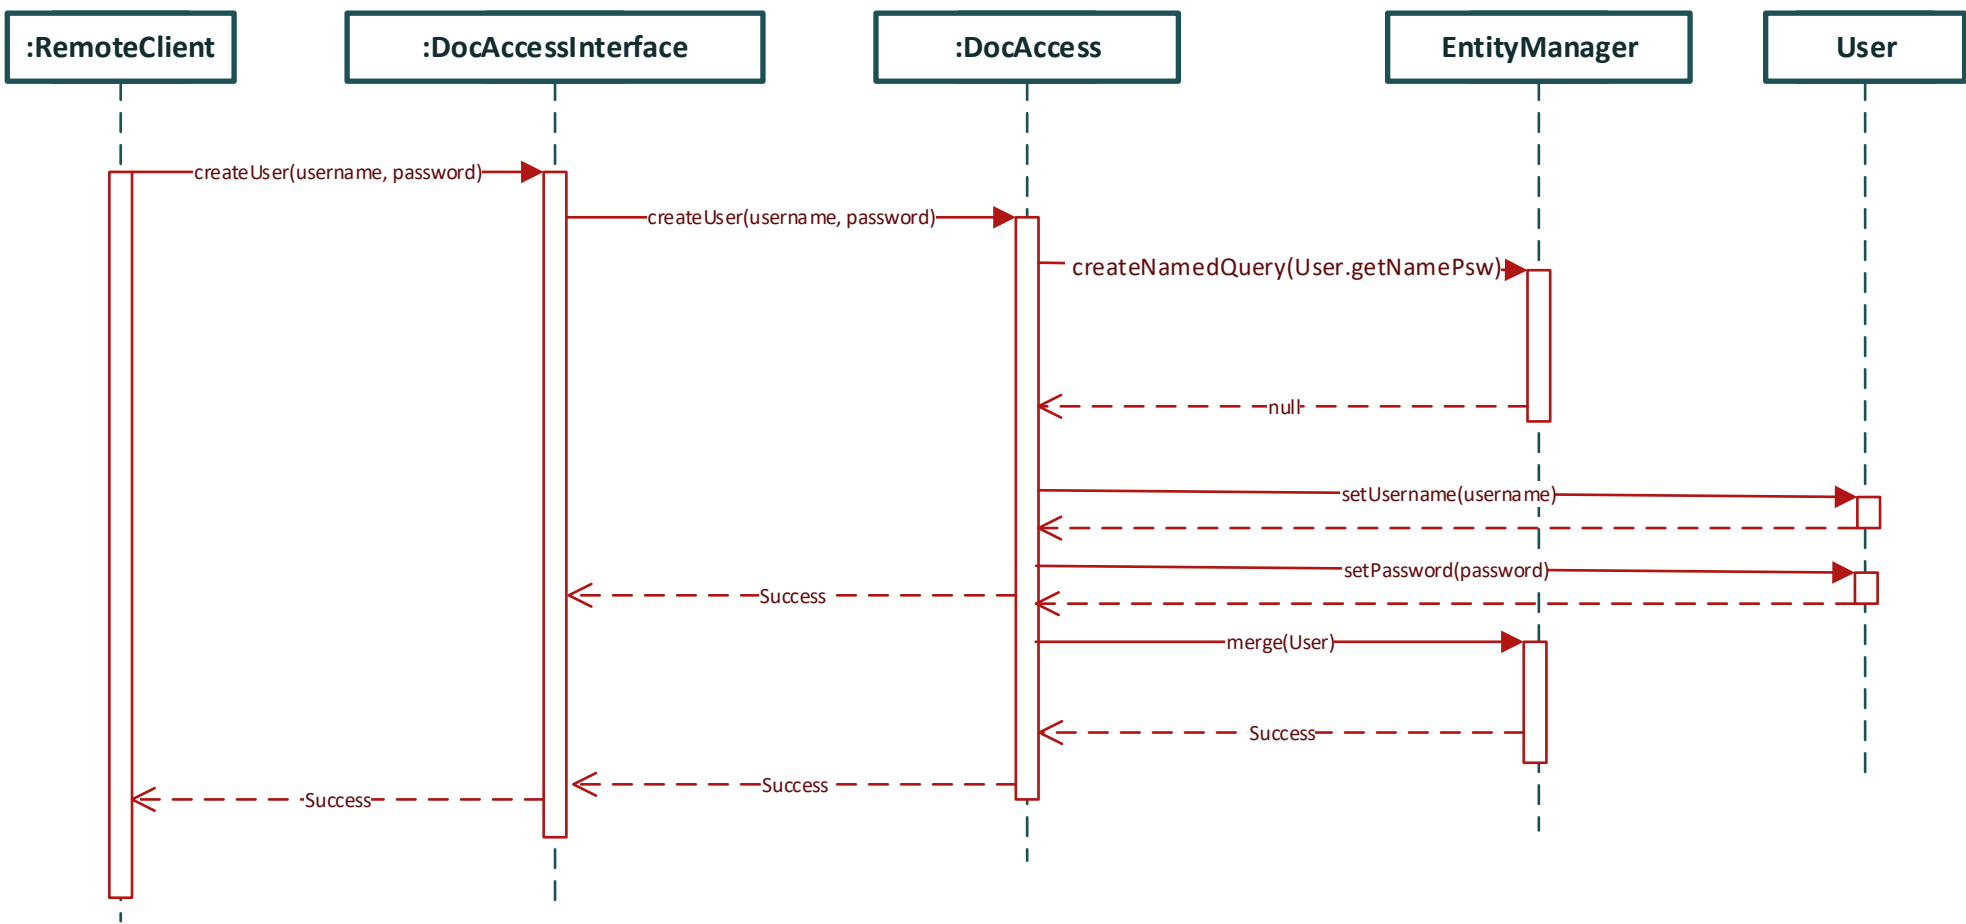 :RemoteClient
:DocAccessInterface
:DocAccess
EntityManager
User
createUser(username, password)
createUser(username, password)
createNamedQuery(User.getNamePsw)
null
setUsername(username)
setPassword(password)
Success
merge(User)
Success
Success
Success